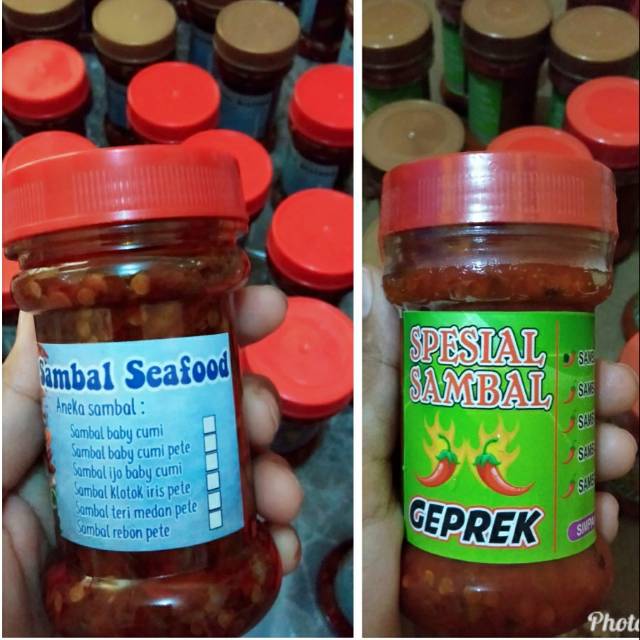 Sambal Seafood
Aneka sambal :
Sambal baby cumi
Sambal baby cumi pete
Sambal ijo baby cumi
Sambal klotok iris pete
Sambal teri medan pete
Sambal rebon pete
SPESIAL
SAMBAL
GEPREK